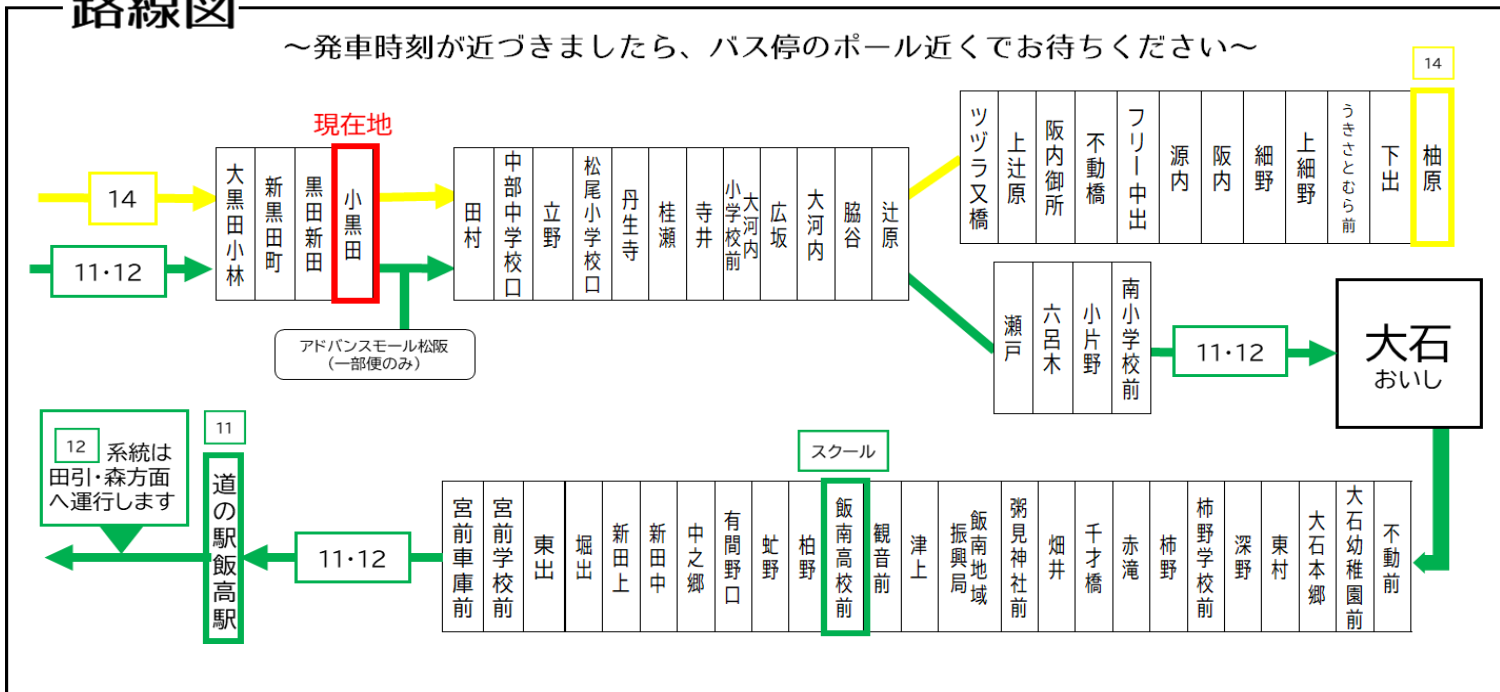 路線図
～発車時刻が近づきましたら、バス停のポール近くでお待ちください～
14
現在地
14
11・12
大黒田小林
新黒田町
黒田新田
小黒田
アドバンスモール松阪
（一部便のみ）
田村
中部中学校口
立野
松尾小学校口
丹生寺
桂瀬
寺井
大河内
小学校前
広坂
大河内
脇谷
辻原
ツヅラ又橋
上辻原
阪内御所
不動橋
フリー中出
源内
阪内
細野
上細野
うきさとむら前
下出
柚原
瀬戸
六呂木
小片野
南小学校前
11・12
大石
おいし
12 系統は
田引・森方面
へ運行します
11
道の駅飯高駅
11・12
スクール
宮前車庫前
宮前学校前
東出
堀出
新田上
新田中
中之郷
有間野口
虻野
柏野
飯南高校前
観音前
津上
飯南地域
振興局
粥見神社前
畑井
千才橋
赤滝
柿野
柿野学校前
深野
東村
大石本郷
大石幼稚園前
不動前